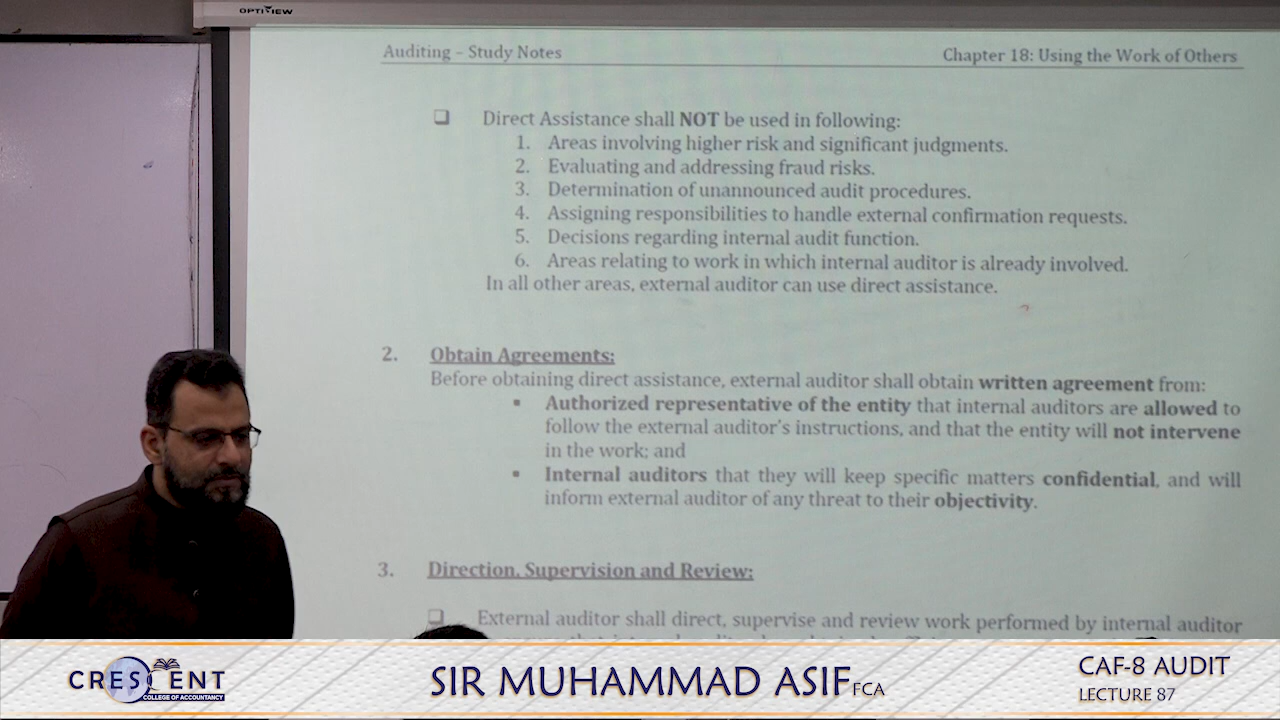 OPTIVIEW
Auditing – Study Notes
Chapter 18: Using the Work of Others
❑ Direct Assistance shall NOT be used in following:
1. Areas involving higher risk and significant judgments.
2. Evaluating and addressing fraud risks.
3. Determination of unannounced audit procedures.
4. Assigning responsibilities to handle external confirmation requests.
5. Decisions regarding internal audit function.
6. Areas relating to work in which internal auditor is already involved.
In all other areas, external auditor can use direct assistance.
2. Obtain Agreements:
Before obtaining direct assistance, external auditor shall obtain written agreement from:
▪ Authorized representative of the entity that internal auditors are allowed to
follow the external auditor's instructions, and that the entity will not intervene
in the work; and
▪ Internal auditors that they will keep specific matters confidential, and will
inform external auditor of any threat to their objectivity.
3. Direction, Supervision and Review:
❑ External auditor shall direct, supervise and review work performed by internal auditor
CRESCENT
COLLEGE OF ACCOUNTANCY
SIR MUHAMMAD ASIF FCA
CAF-8 AUDIT
LECTURE 87